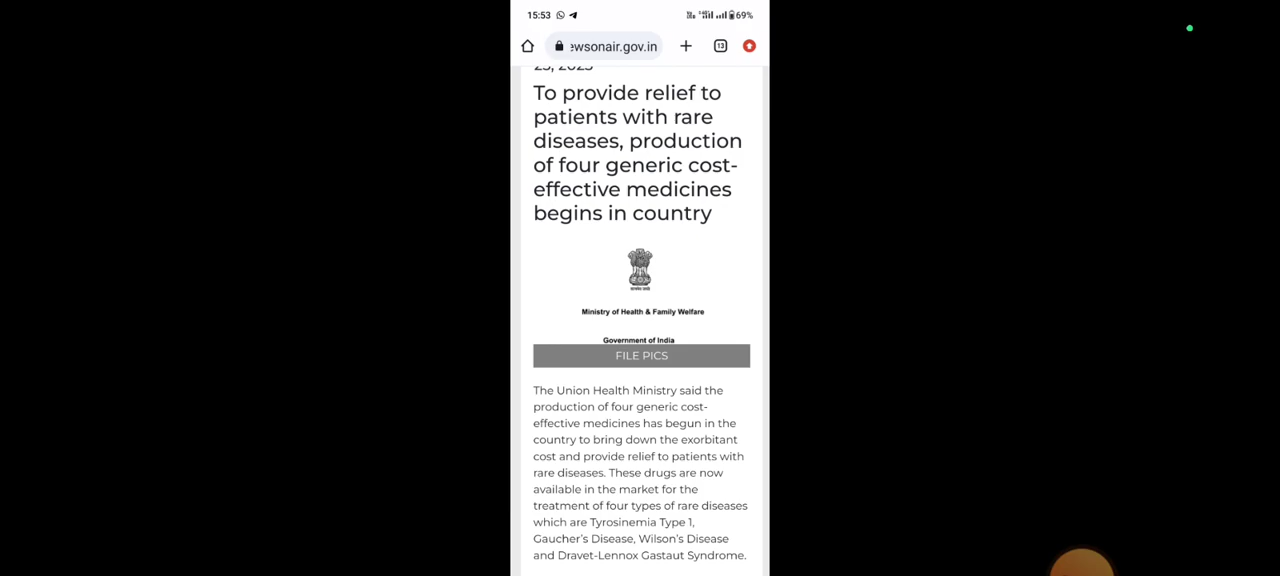 15:53
69%
ewsonair.gov.in
13
To provide relief to
patients with rare
diseases, production
of four generic cost-
effective medicines
begins in country
Ministry of Health & Family Welfare
Government of India
FILE PICS
The Union Health Ministry said the
production of four generic cost-
effective medicines has begun in the
country to bring down the exorbitant
cost and provide relief to patients with
rare diseases. These drugs are now
available in the market for the
treatment of four types of rare diseases
which are Tyrosinemia Type 1,
Gaucher's Disease, Wilson's Disease
and Dravet-Lennox Gastaut Syndrome.